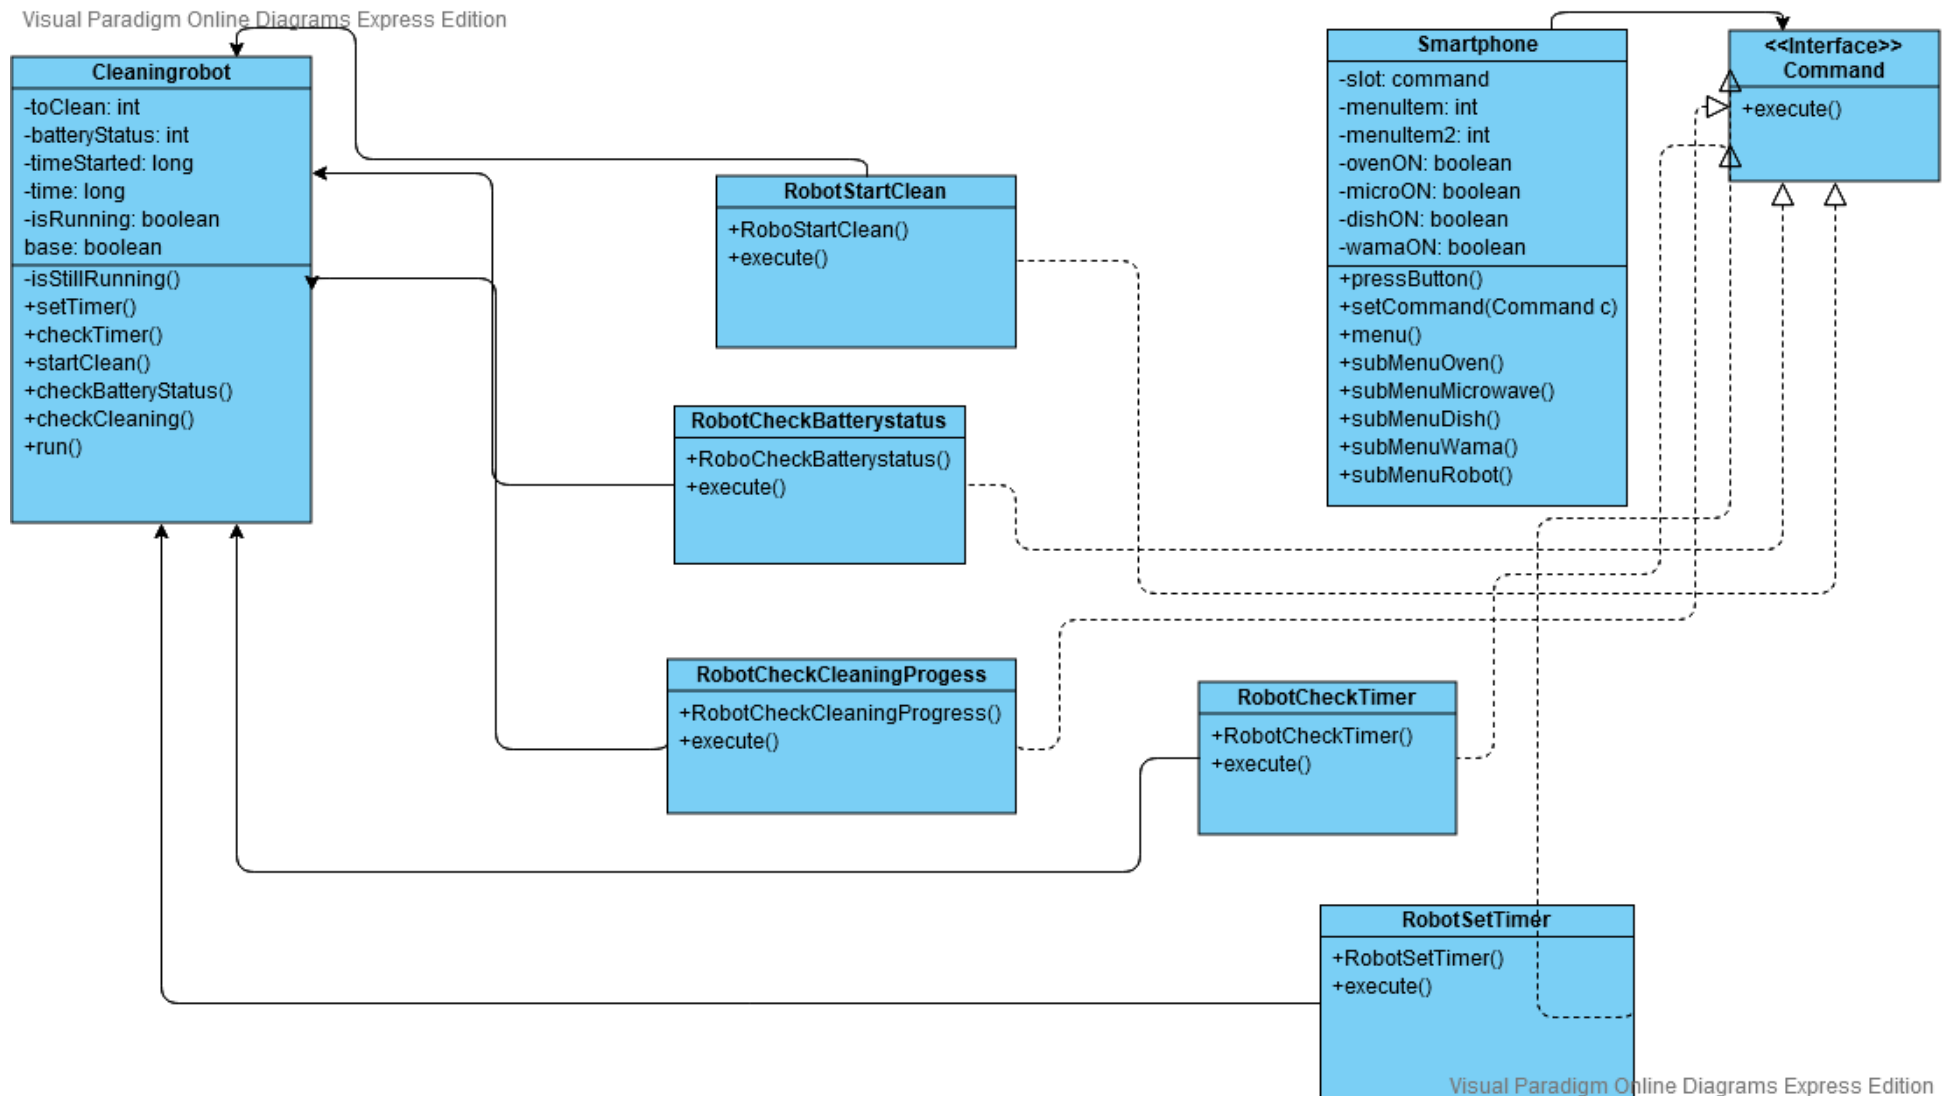 Visual Paradigm Online Diagrams Express Edition
Cleaningrobot
-toClean: int
-batteryStatus: int
-timeStarted: long
-time: long
-isRunning: boolean
base: boolean
-isStillRunning()
+setTimer()
+checkTimer()
+startClean()
+checkBatteryStatus()
+checkCleaning()
+run()
RobotStartClean
+RoboStartClean()
+execute()
Smartphone
-slot: command
-menuItem: int
-menuItem2: int
-ovenON: boolean
-microON: boolean
-dishON: boolean
-wamaON: boolean
+pressButton()
+setCommand(Command c)
+menu()
+subMenuOven()
+subMenuMicrowave()
+subMenuDish()
+subMenuWama()
+subMenuRobot()
<<Interface>>
Command
+execute()
RobotCheckBatterystatus
+RoboCheckBatterystatus()
+execute()
RobotCheckCleaningProgess
+RobotCheckCleaningProgress()
+execute()
RobotCheckTimer
+RobotCheckTimer()
+execute()
RobotSetTimer
+RobotSetTimer()
+execute()
Visual Paradigm Online Diagrams Express Edition